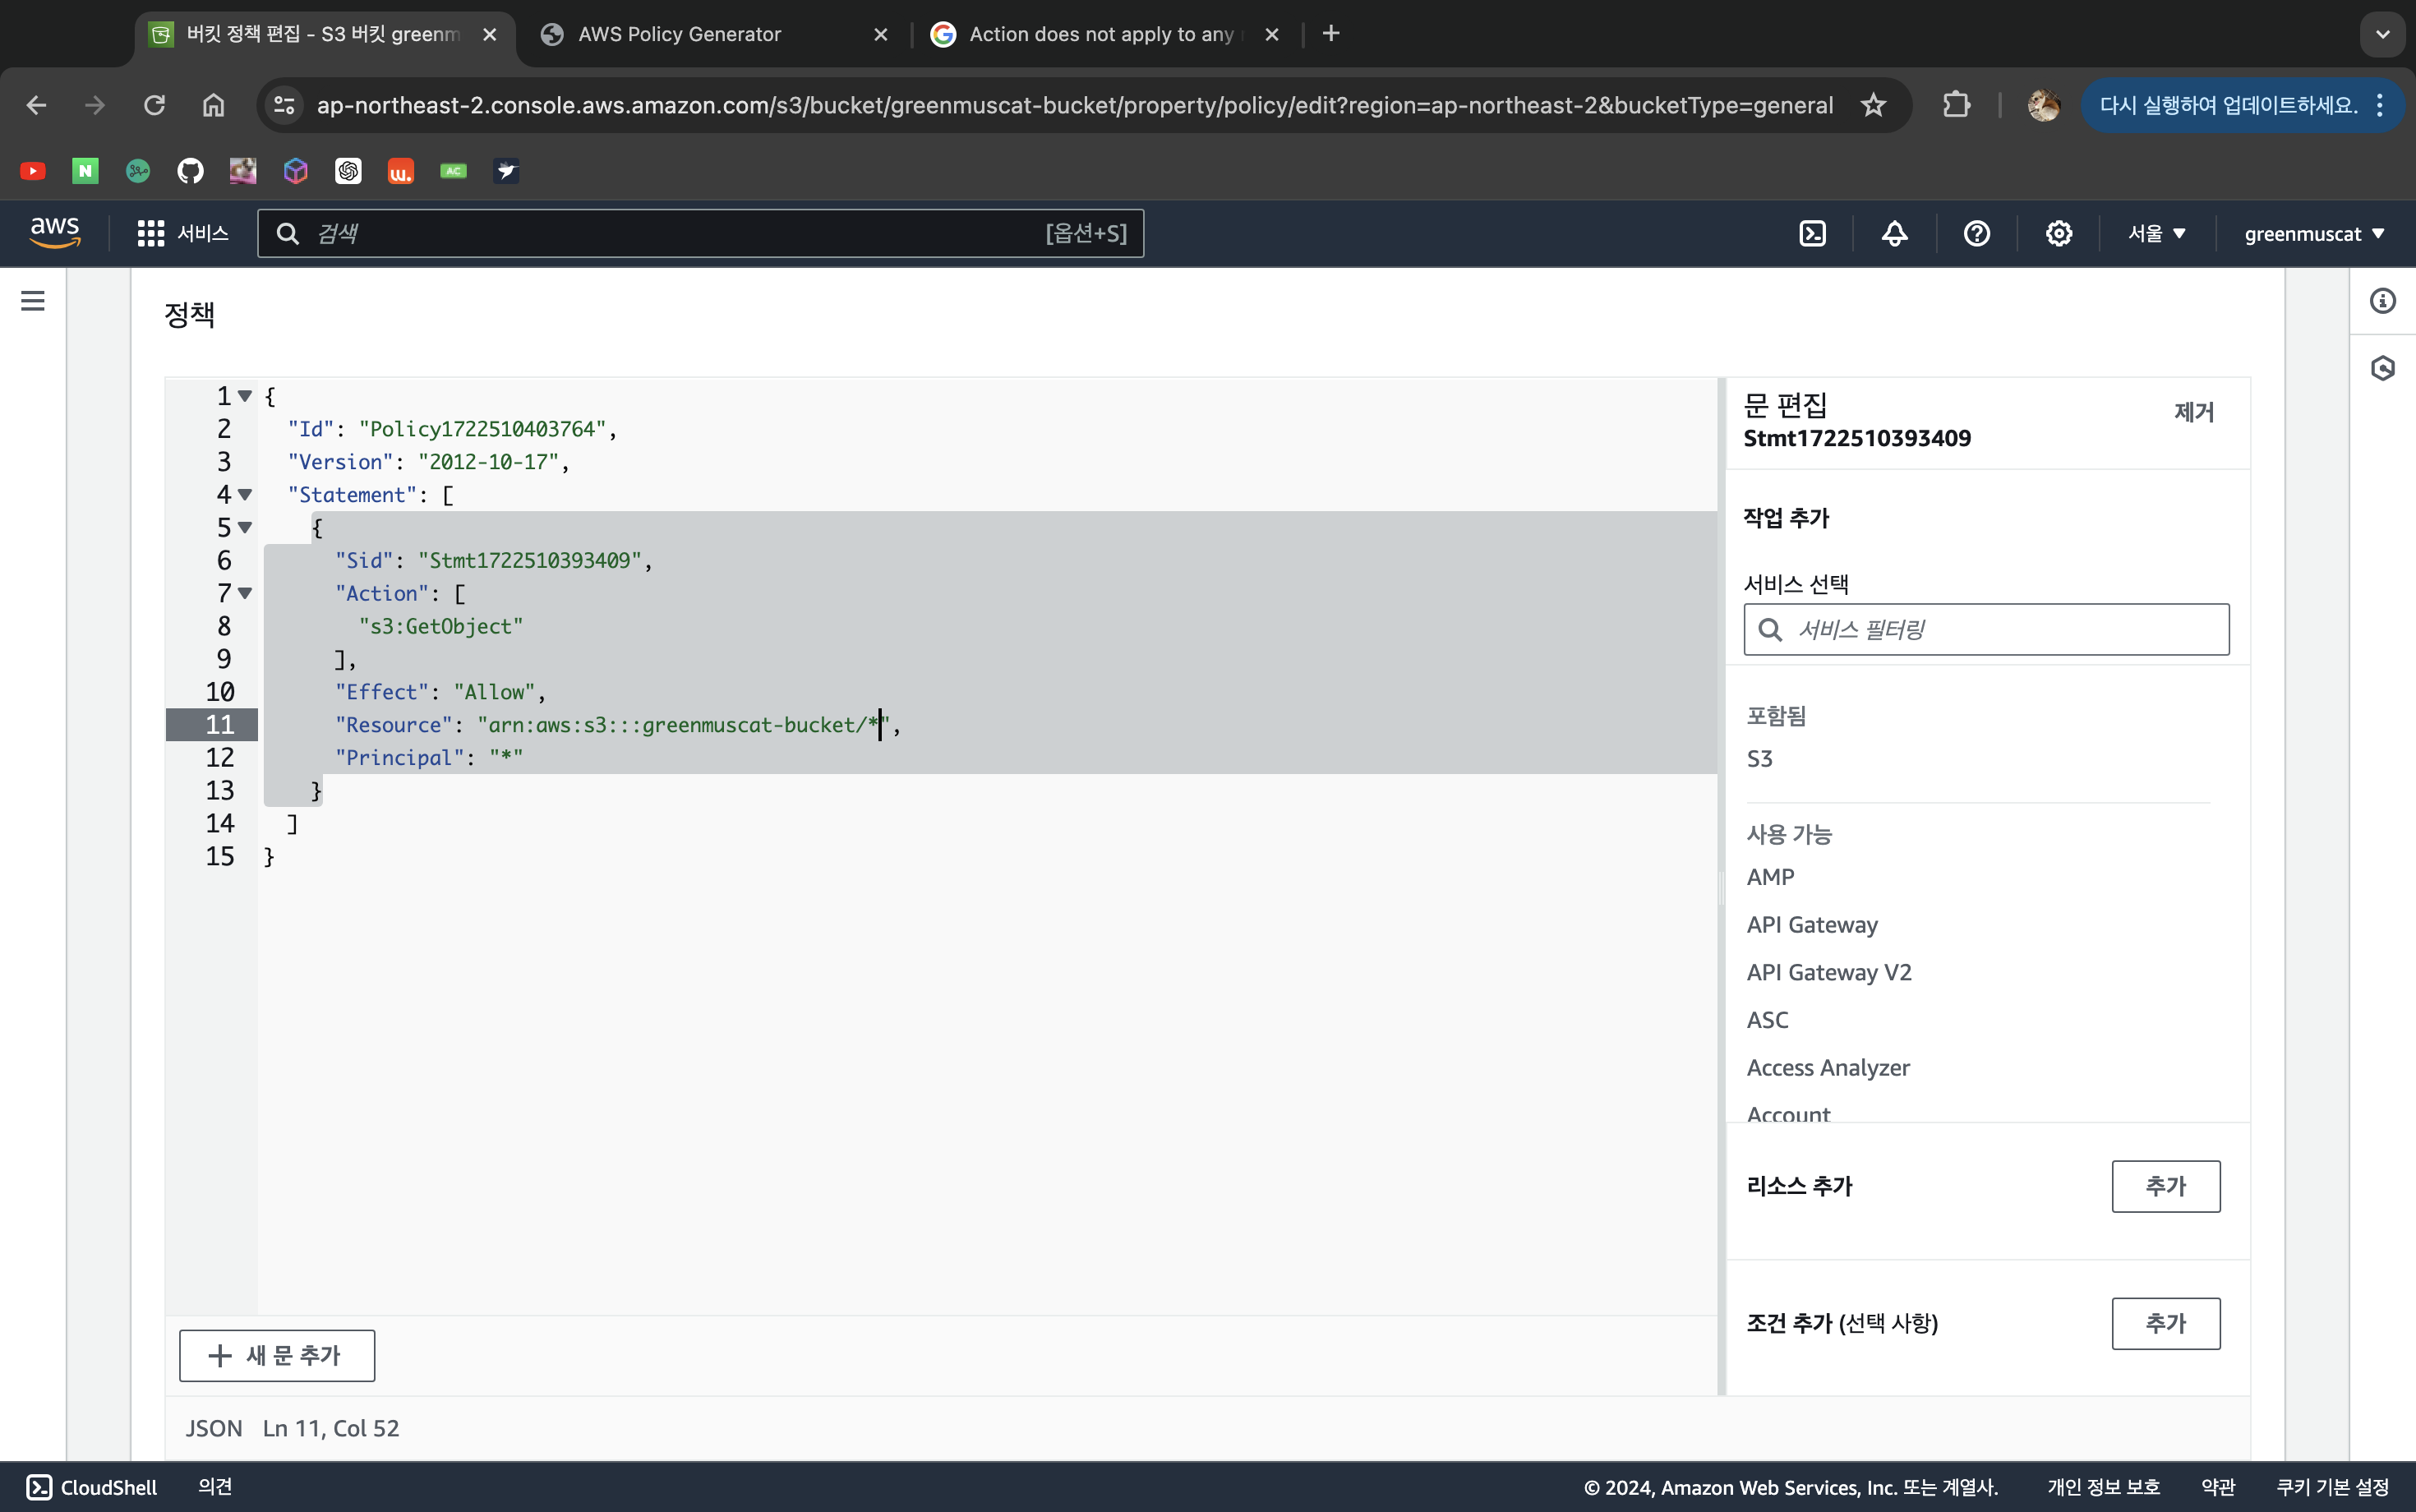 버킷 정책 편집 - S3 버킷 greenm
AWS Policy Generator
Action does not apply to any
ap-northeast-2.console.aws.amazon.com/s3/bucket/greenmuscat-bucket/property/policy/edit?region=ap-northeast-2&bucketType=general
다시 실행하여 업데이트하세요.
N
w.
AC
aws
서비스
검색
[옵션+S]
서울
greenmuscat
정책
1 {
2 "Id": "Policy1722510403764",
3 "Version": "2012-10-17",
4 "Statement": [
5 {
6 "Sid": "Stmt1722510393409",
7 "Action": [
8 "s3:GetObject"
9 ],
10 "Effect": "Allow",
11 "Resource": "arn:aws:s3:::greenmuscat-bucket/*",
12 "Principal": "*"
13 }
14 ]
15 }
새 문 추가
JSON Ln 11, Col 52
문 편집
Stmt1722510393409
제거
작업 추가
서비스 선택
서비스 필터링
포함됨
S3
사용 가능
AMP
API Gateway
API Gateway V2
ASC
Access Analyzer
Account
리소스 추가
추가
조건 추가 (선택 사항)
추가
CloudShell
의견
© 2024, Amazon Web Services, Inc. 또는 계열사.
개인 정보 보호
약관
쿠키 기본 설정